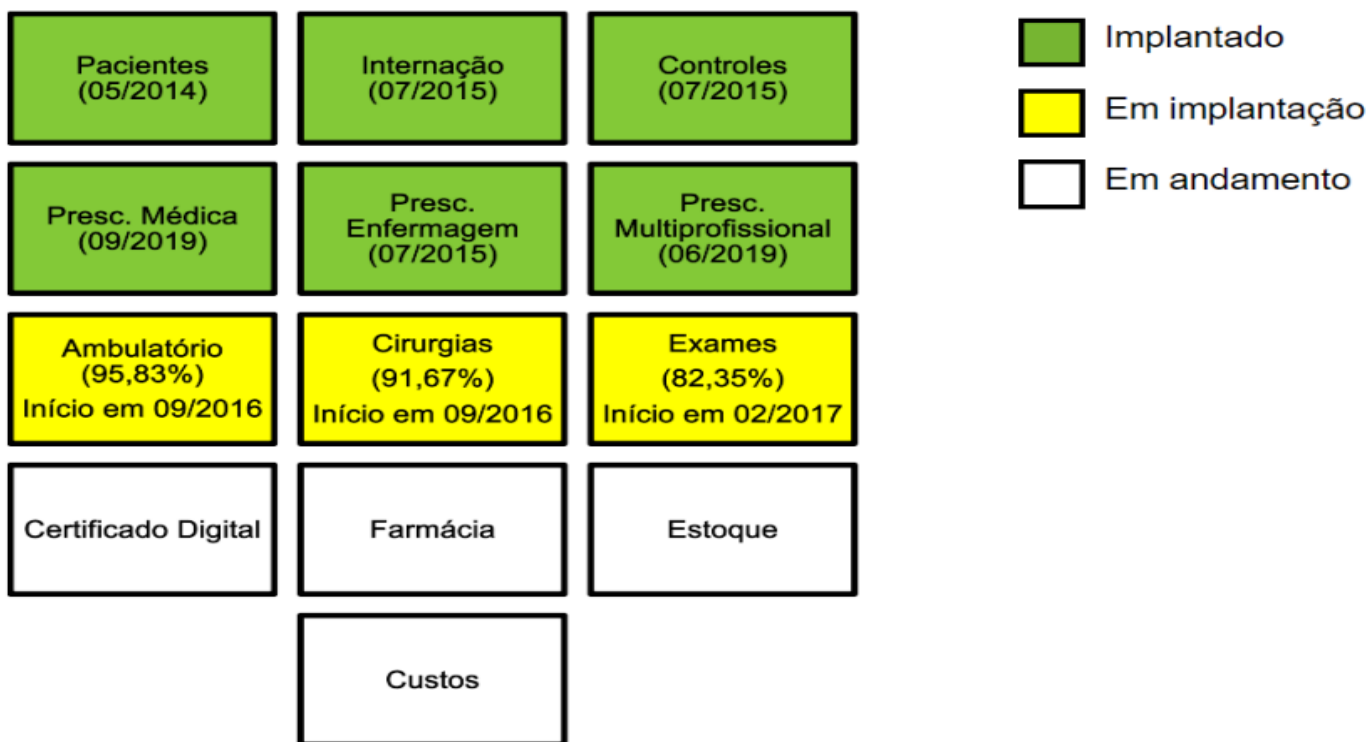 Pacientes
(05/2014)
Internação
(07/2015)
Controles
(07/2015)
Presc. Médica
(09/2019)
Presc.
Enfermagem
(07/2015)
Presc.
Multiprofissional
(06/2019)
Ambulatório
(95,83%)
Início em 09/2016
Cirurgias
(91,67%)
Início em 09/2016
Exames
(82,35%)
Início em 02/2017
Certificado Digital
Farmácia
Estoque
Custos
Implantado
Em implantação
Em andamento